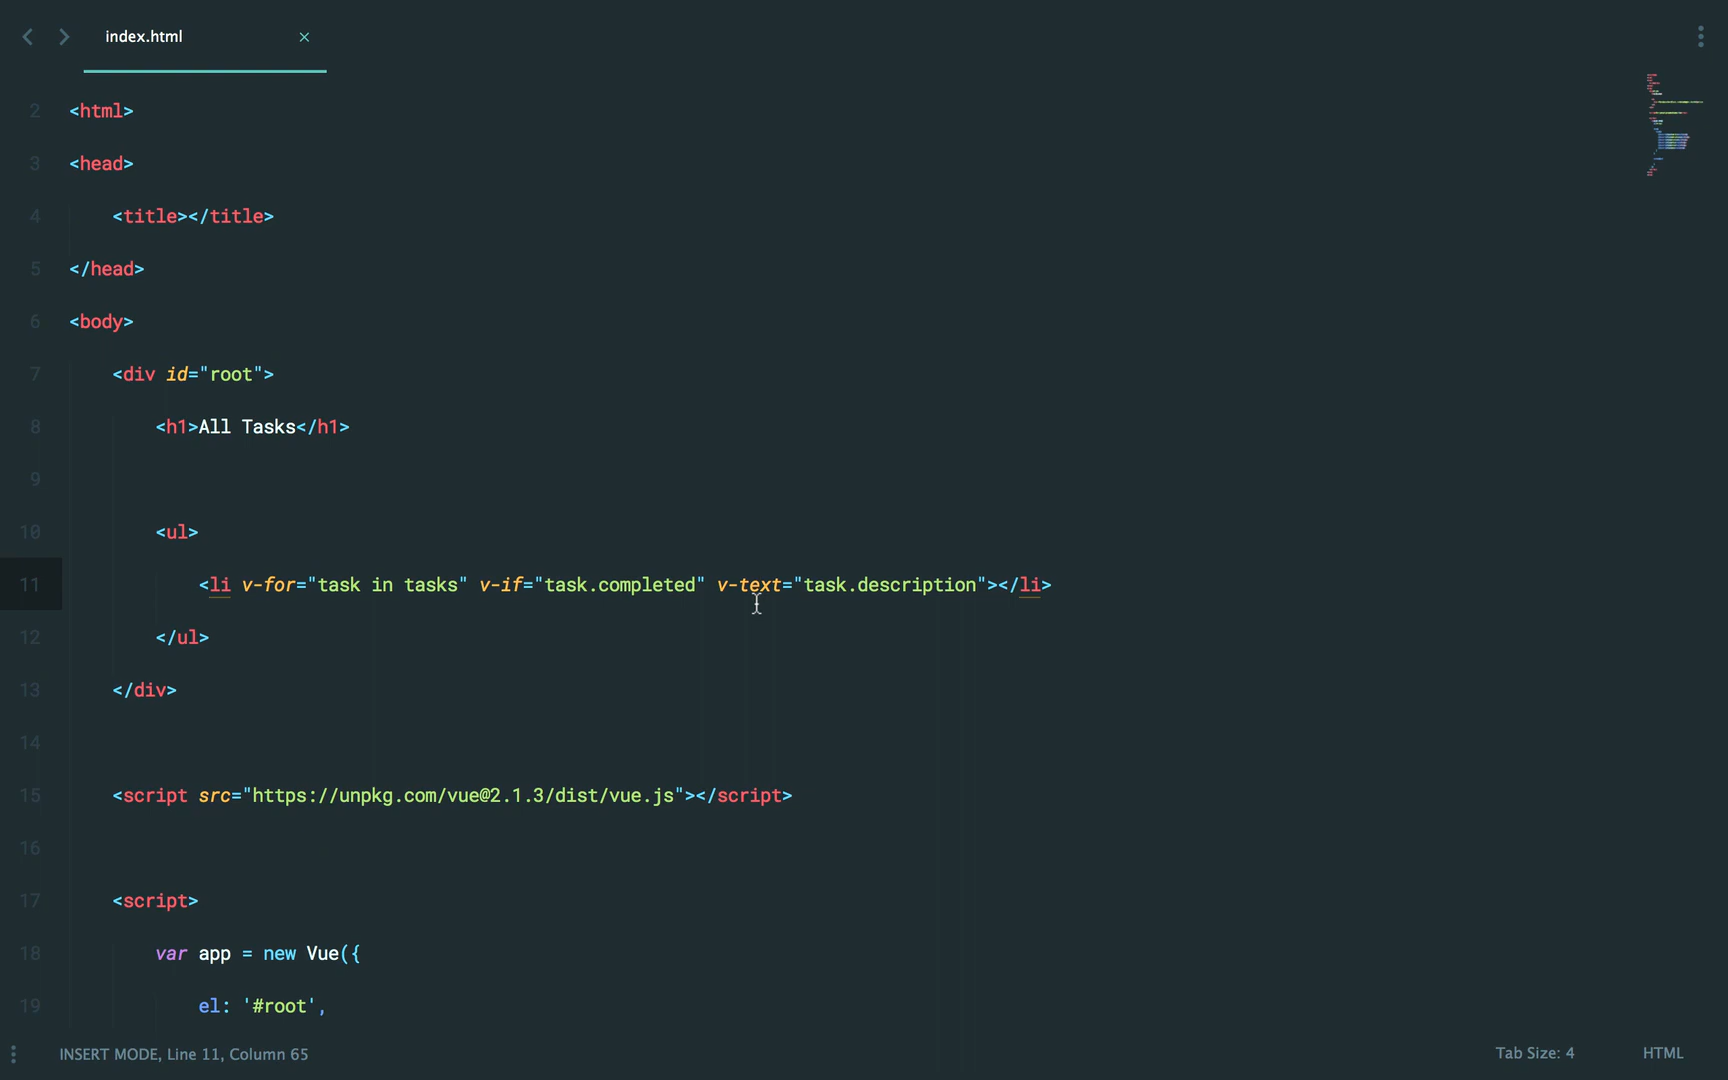 index.html ×
2 <html>
3 <head>
4 <title></title>
5 </head>
6 <body>
7 <div id="root">
8 <h1>All Tasks</h1>
9
10 <ul>
11 <li v-for="task in tasks" v-if="task.completed" v-text="task.description"></li>
12 </ul>
13 </div>
14
15 <script src="https://unpkg.com/vue@2.1.3/dist/vue.js"></script>
16
17 <script>
18 var app = new Vue({
19 el: '#root',
INSERT MODE, Line 11, Column 65
Tab Size: 4 HTML